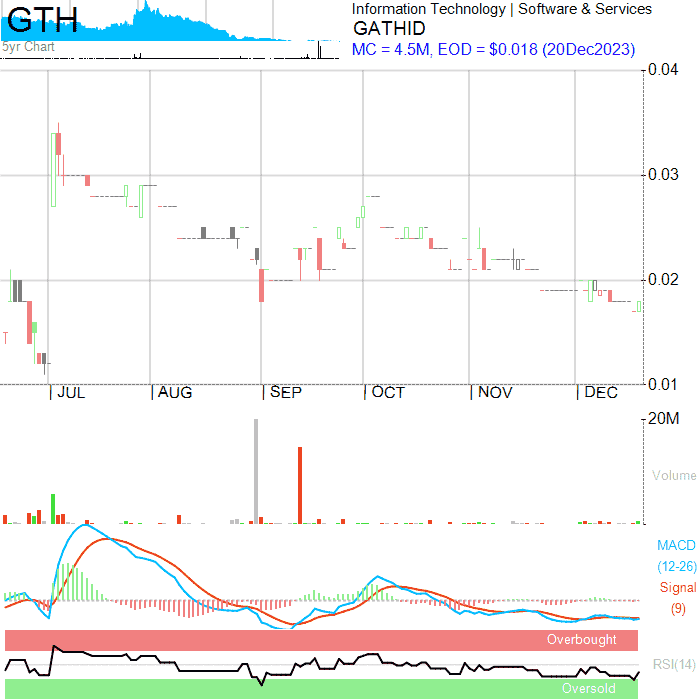 GTH
5yr Chart
Information Technology | Software & Services
GATHID
MC = 4.5M, EOD = $0.018 (20Dec2023)
0.04
0.03
0.02
0.01
JUL
AUG
SEP
OCT
NOV
DEC
20M
Volume
MACD
(12-26)
Signal
(9)
Overbought
RSI(14)
Oversold